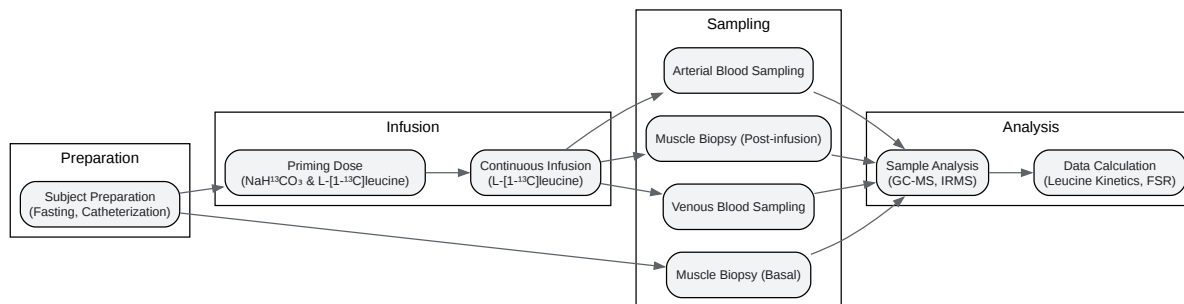 Preparation
Subject Preparation
(Fasting, Catheterization)
Infusion
Priming Dose
(NaH¹³CO₃ & L-[1-¹³C]leucine)
Continuous Infusion
(L-[1-¹³C]leucine)
Sampling
Arterial Blood Sampling
Muscle Biopsy (Post-infusion)
Venous Blood Sampling
Muscle Biopsy (Basal)
Analysis
Sample Analysis
(GC-MS, IRMS)
Data Calculation
(Leucine Kinetics, FSR)